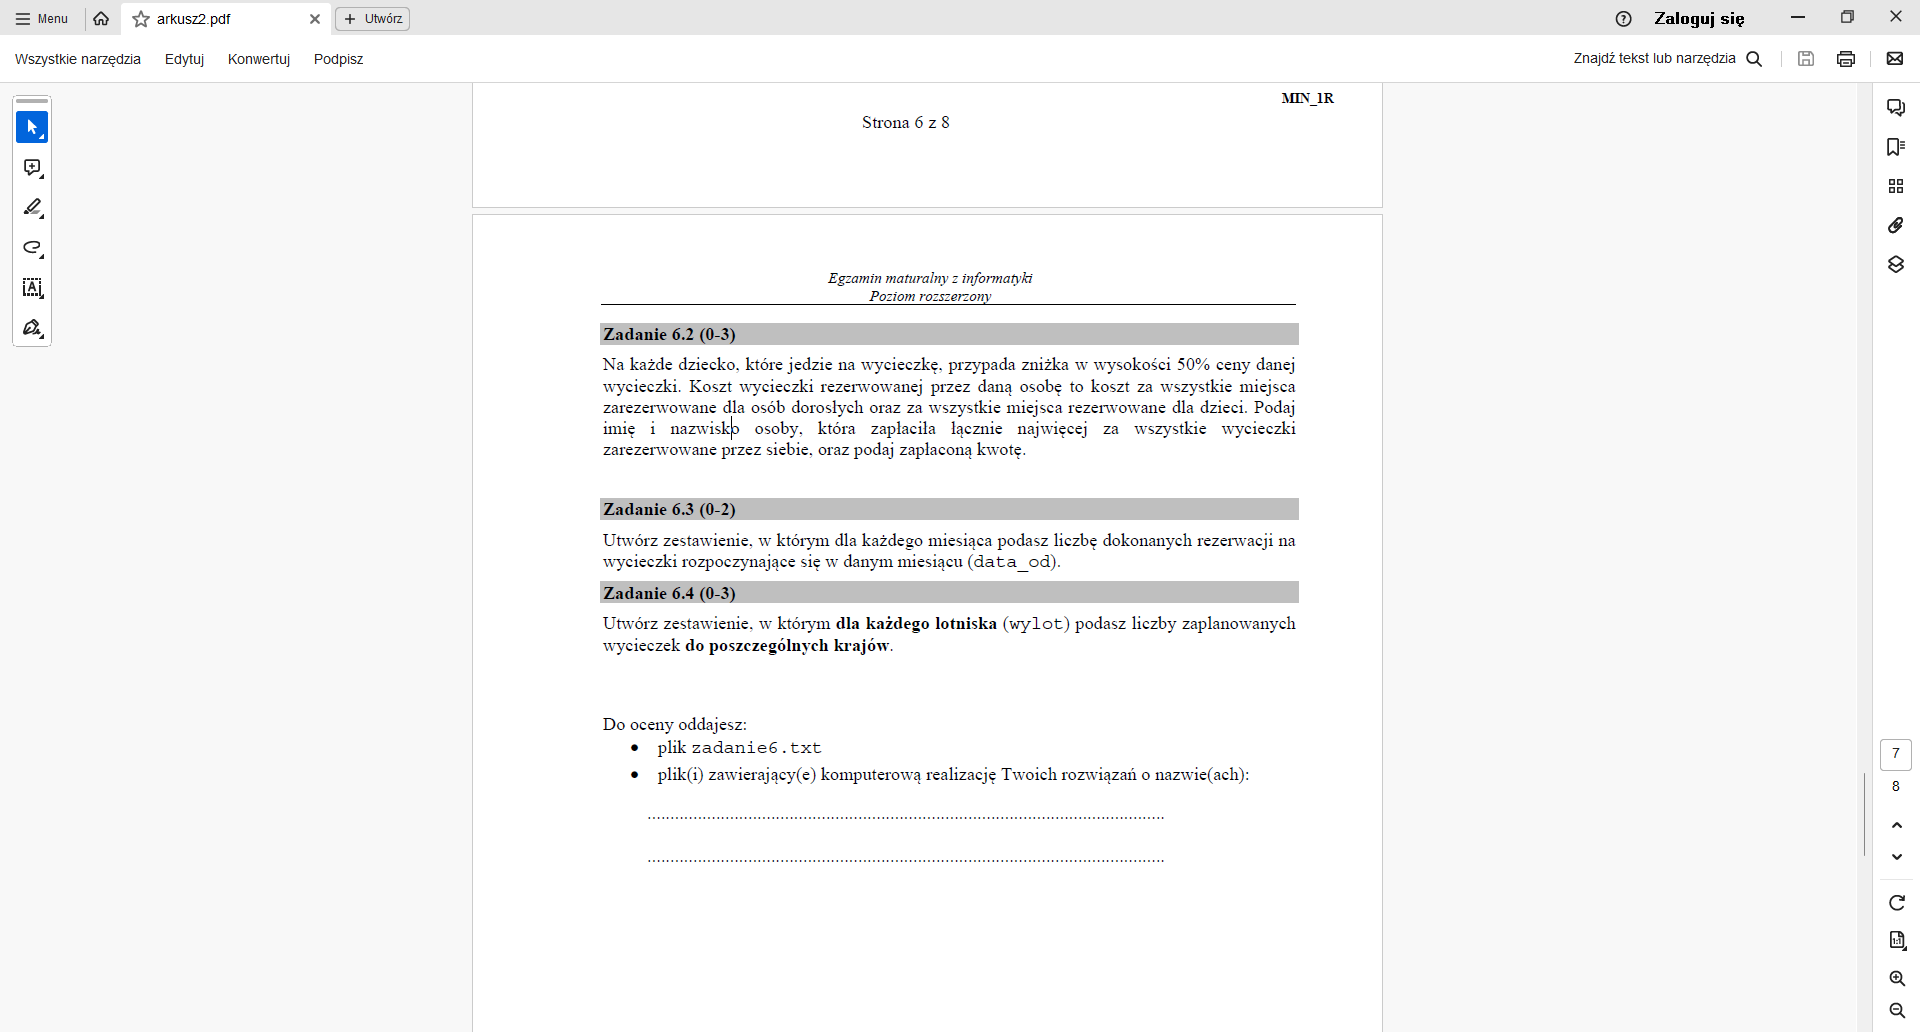 Menu
arkusz2.pdf
Utwórz
Zaloguj się
Wszystkie narzędzia
Edytuj
Konwertuj
Podpisz
Znajdź tekst lub narzędzia
MIN_1R
Strona 6 z 8
Egzamin maturalny z informatyki
Poziom rozszerzony
Zadanie 6.2 (0-3)
Na każde dziecko, które jedzie na wycieczkę, przypada zniżka w wysokości 50% ceny danej
wycieczki. Koszt wycieczki rezerwowanej przez daną osobę to koszt za wszystkie miejsca
zarezerwowane dla osób dorosłych oraz za wszystkie miejsca rezerwowane dla dzieci. Podaj
imię i nazwisko osoby, która zapłaciła łącznie najwięcej za wszystkie wycieczki
zarezerwowane przez siebie, oraz podaj zapłaconą kwotę.
Zadanie 6.3 (0-2)
Utwórz zestawienie, w którym dla każdego miesiąca podasz liczbę dokonanych rezerwacji na
wycieczki rozpoczynające się w danym miesiącu (data_od).
Zadanie 6.4 (0-3)
Utwórz zestawienie, w którym dla każdego lotniska (wylot) podasz liczby zaplanowanych
wycieczek do poszczególnych krajów.
Do oceny oddajesz:
• plik zadanie6.txt
• plik(i) zawierający(e) komputerową realizację Twoich rozwiązań o nazwie(ach):
7
8
1:1